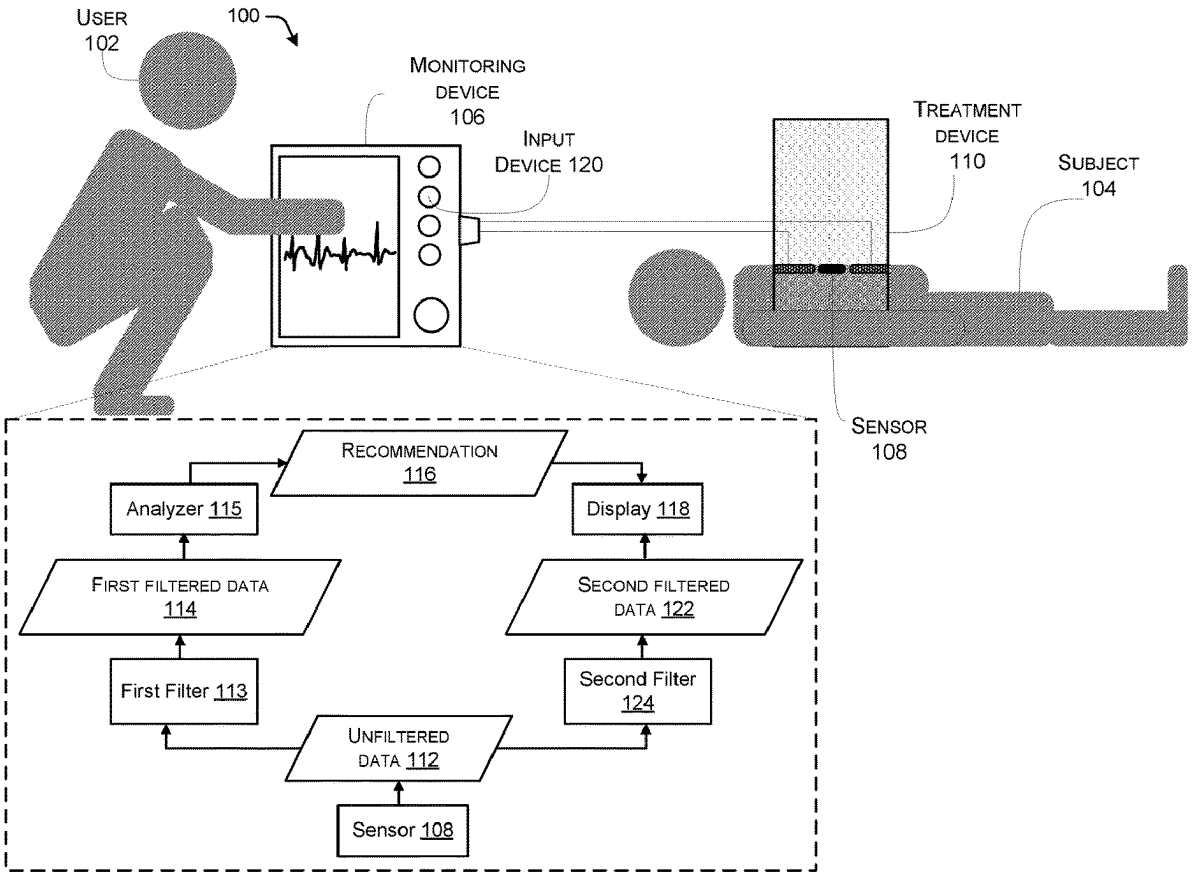 USER
102
100
MONITORING
DEVICE
106
INPUT
DEVICE 120
TREATMENT
DEVICE
110
SUBJECT
104
SENSOR
108
RECOMMENDATION
116
Analyzer 115
Display 118
FIRST FILTERED DATA
114
SECOND FILTERED
DATA 122
First Filter 113
Second Filter
124
UNFILTERED
DATA 112
Sensor 108